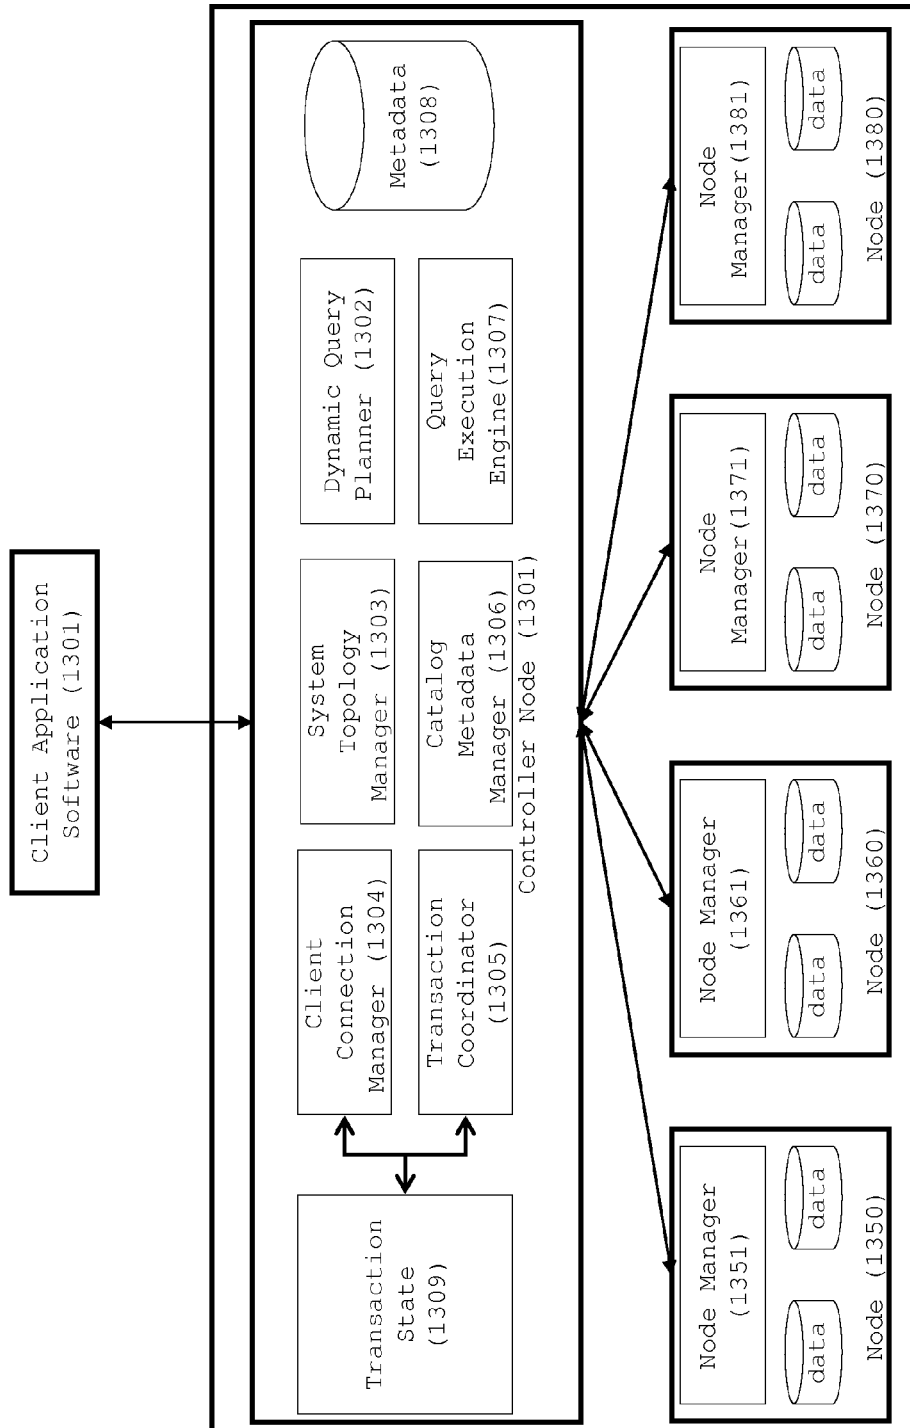 Client Application
Software (1301)
Transaction
State
(1309)
Client
Connection
Manager (1304)
System
Topology
Manager (1303)
Dynamic Query
Planner (1302)
Metadata
(1308)
Transaction
Coordinator
(1305)
Catalog
Metadata
Manager (1306)
Query
Execution
Engine(1307)
Controller Node (1301)
Node Manager
(1351)
data
data
Node (1350)
Node Manager
(1361)
data
data
Node (1360)
Node
Manager(1371)
data
data
Node (1370)
Node
Manager(1381)
data
data
Node (1380)